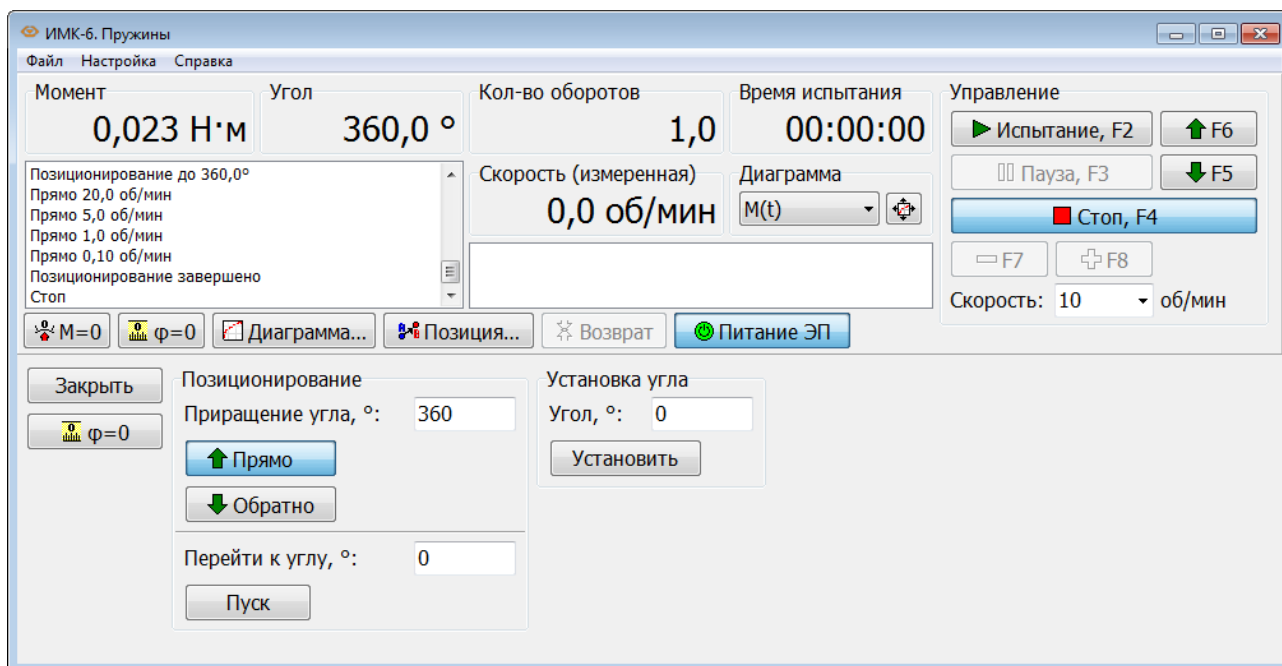 ИМК-6. Пружины
Файл Настройка Справка
Момент
0,023 Н·м
Угол
360,0 °
Кол-во оборотов
1,0
Время испытания
00:00:00
Управление
Испытание, F2
F6
Пауза, F3
F5
Стоп, F4
F7
F8
Скорость: 10 об/мин
Позиционирование до 360,0°
Прямо 20,0 об/мин
Прямо 5,0 об/мин
Прямо 1,0 об/мин
Прямо 0,10 об/мин
Позиционирование завершено
Стоп
Скорость (измеренная)
0,0 об/мин
Диаграмма
M(t)
M=0
0 φ=0
Диаграмма...
Позиция...
Возврат
Питание ЭП
Закрыть
0 φ=0
Позиционирование
Приращение угла, °: 360
Прямо
Обратно
Перейти к углу, °: 0
Пуск
Установка угла
Угол, °: 0
Установить